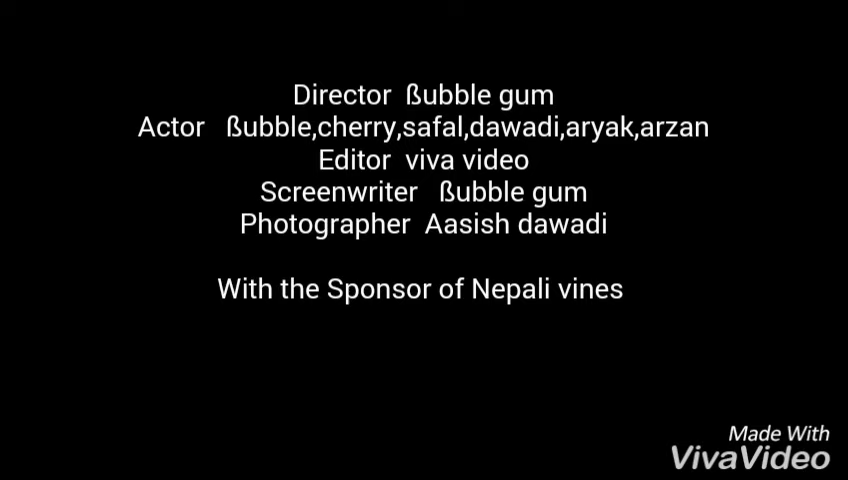 Director  ßubble gum
Actor   ßubble,cherry,safal,dawadi,aryak,arzan
Editor  viva video
Screenwriter   ßubble gum
Photographer  Aasish dawadi
With the Sponsor of Nepali vines
Made With
VivaVideo